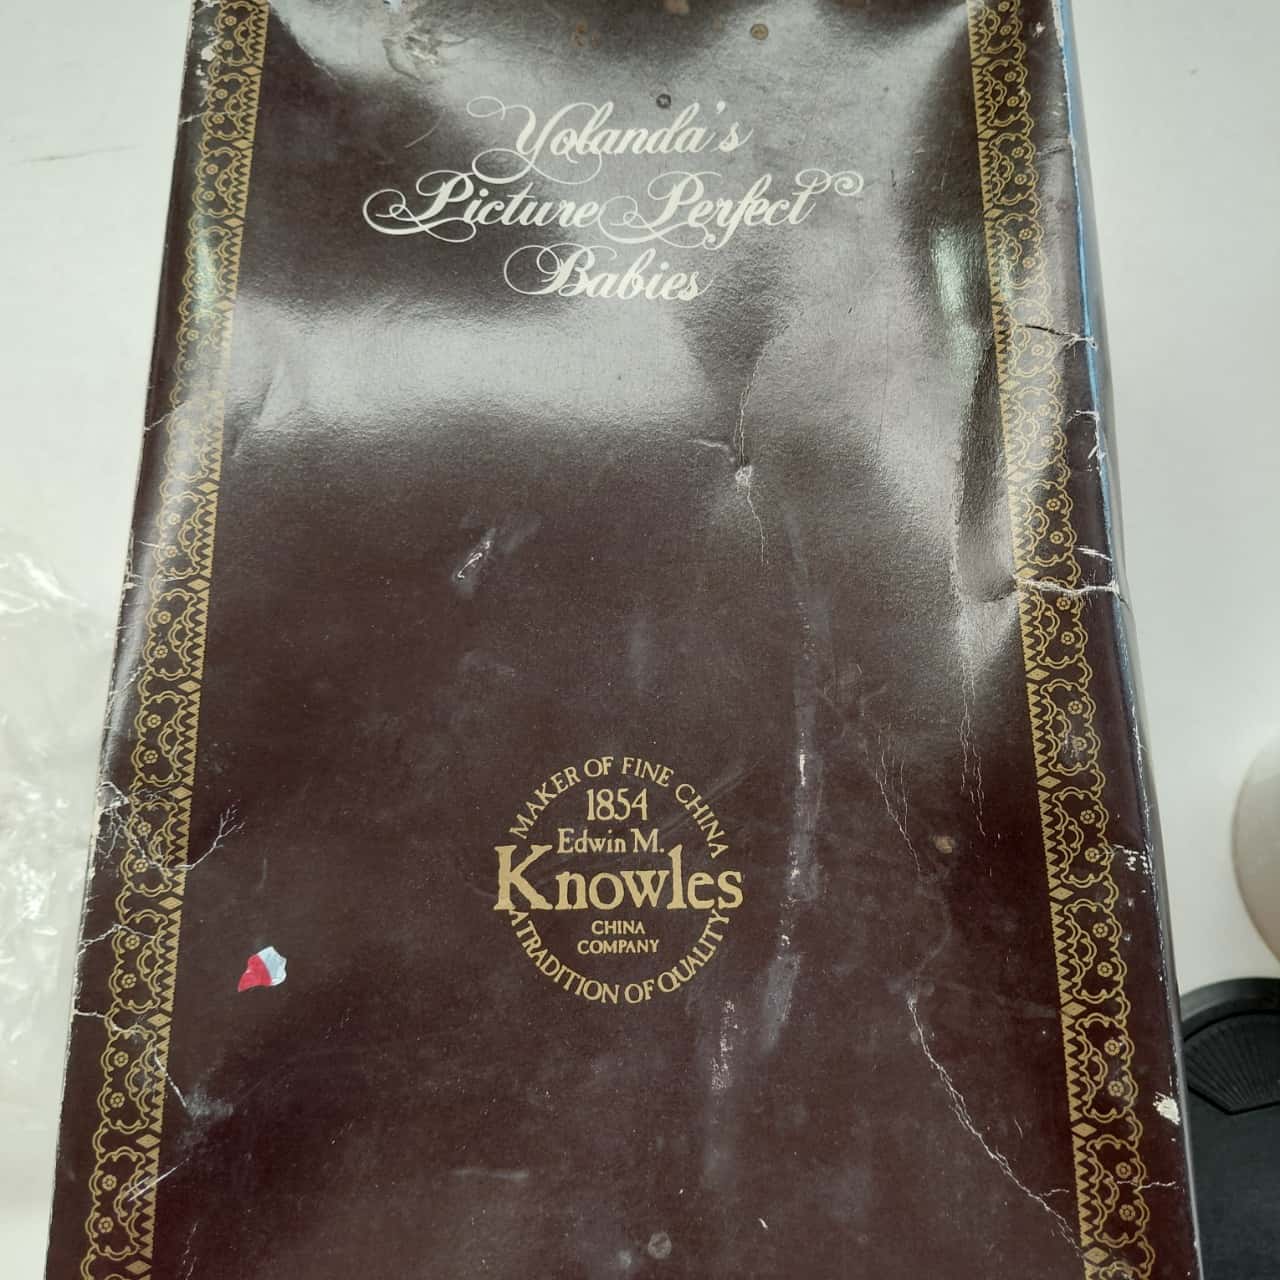 Yolanda's
Picture Perfect
Babies
MAKER OF FINE CHINA
1854
Edwin M.
Knowles
CHINA
COMPANY
A TRADITION OF QUALITY